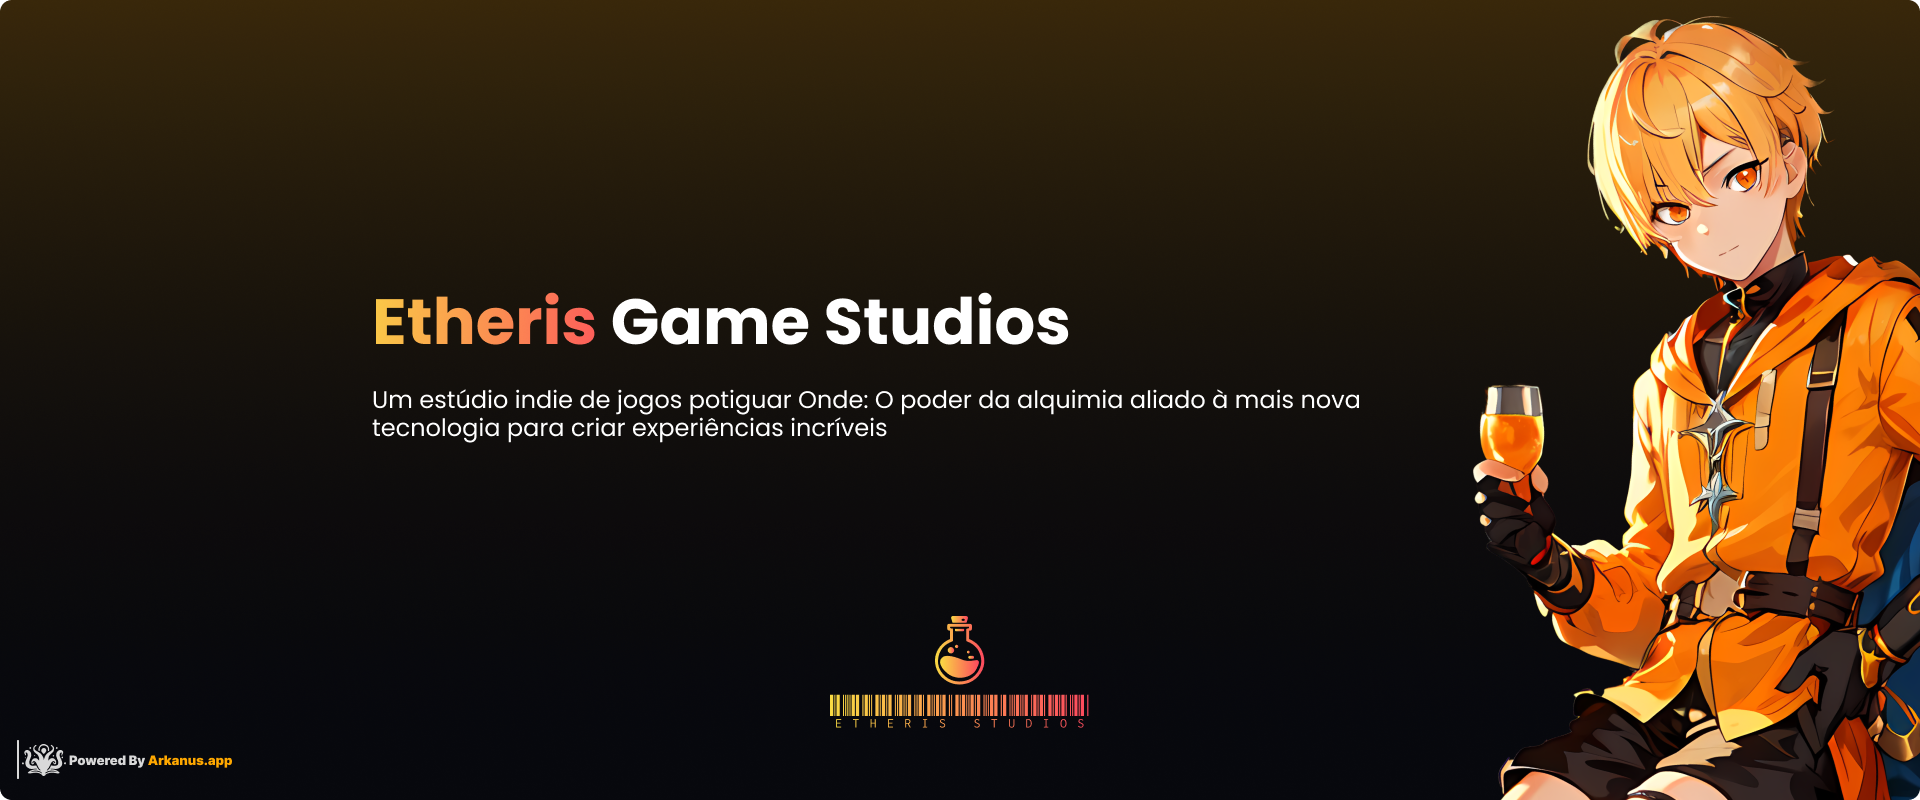 Etheris Game Studios
Um estúdio indie de jogos potiguar Onde: O poder da alquimia aliado à mais nova
tecnologia para criar experiências incríveis
ETHERIS STUDIOS
Powered By Arkanus.app